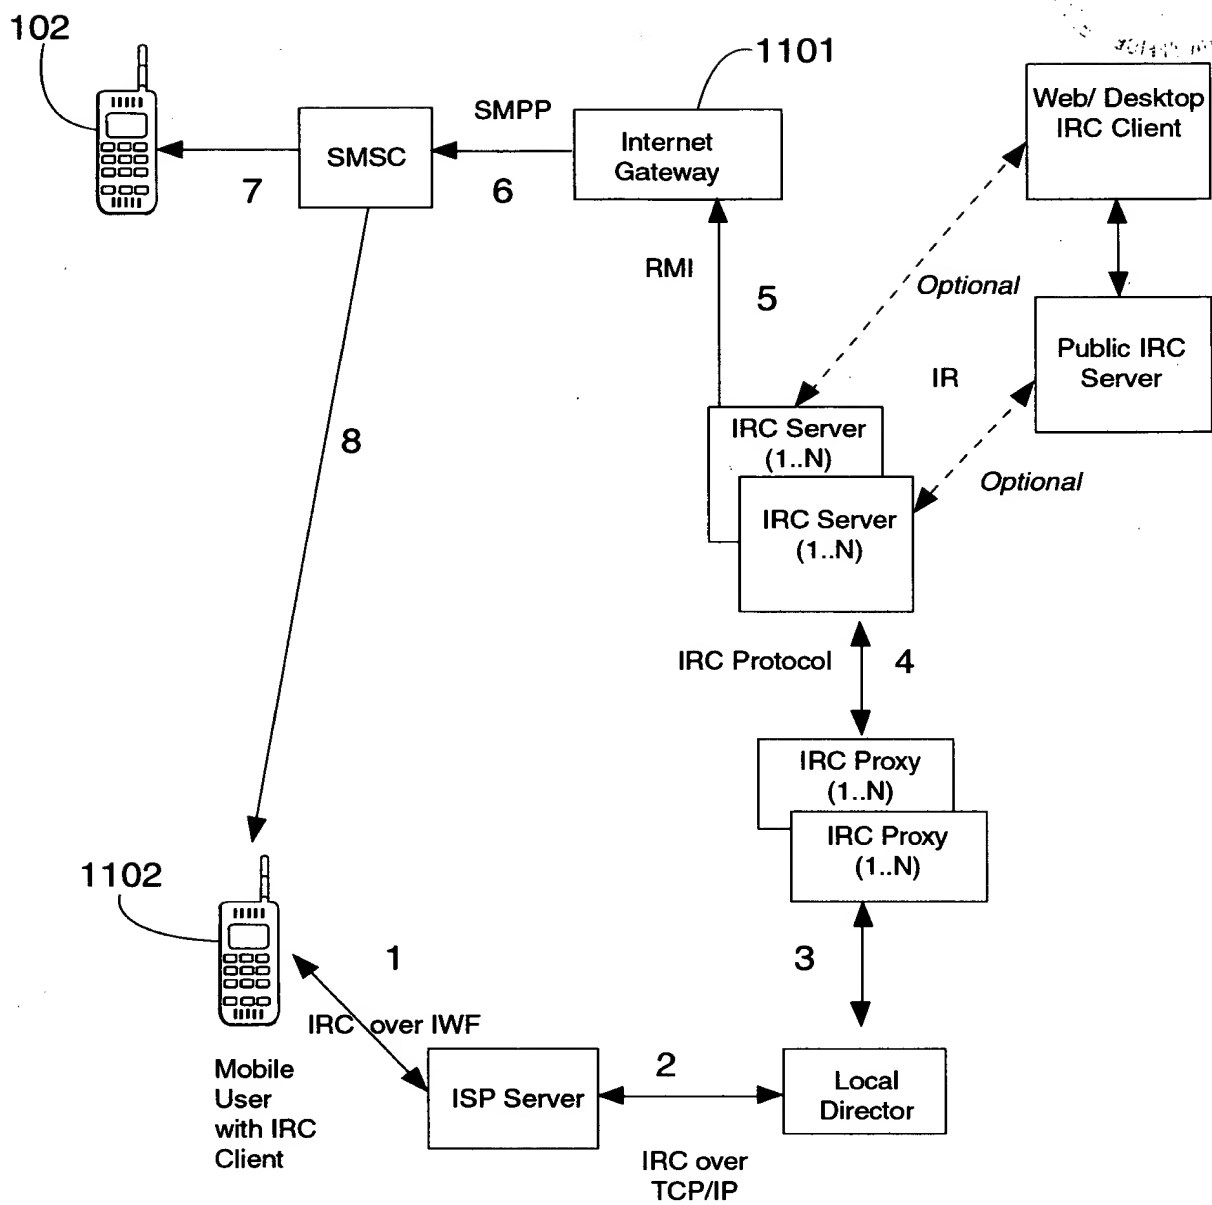 102
1101
SMPP
Internet
Gateway
SMSC
7
6
Web/ Desktop
IRC Client
RMI
5
Optional
Public IRC
Server
IR
8
IRC Server
(1..N)
Optional
IRC Server
(1..N)
IRC Protocol
4
IRC Proxy
(1..N)
IRC Proxy
(1..N)
1102
1
3
IRC over IWF
Mobile
User
with IRC
Client
ISP Server
2
Local
Director
IRC over
TCP/IP